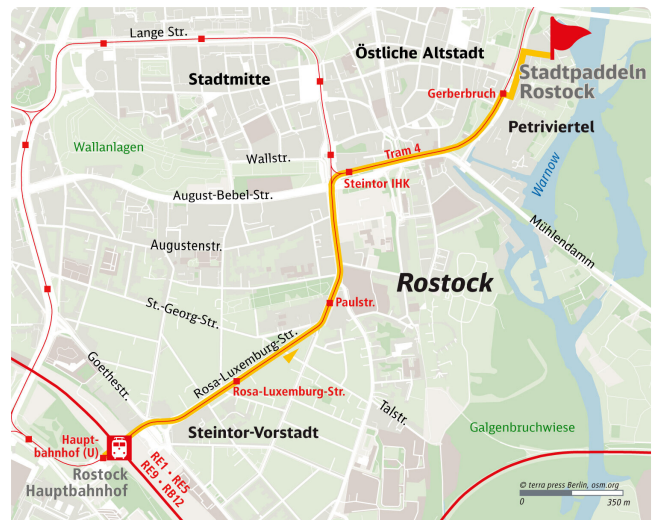 Lange Str.
Östliche Altstadt
Stadtmitte
Stadtpaddeln
Rostock
Gerberbruch
Petriviertel
Wallanlagen
Tram 4
Wallstr.
Warnow
Steintor IHK
August-Bebel-Str.
Mühlendamm
Augustenstr.
Rostock
St.-Georg-Str.
Paulstr.
Goethestr.
Rosa-Luxemburg-Str.
Rosa-Luxemburg-Str.
Talstr.
Steintor-Vorstadt
Galgenbruchwiese
Haupt-
bahnhof (U)
RE1 • RE5
RE9 • RB12
Rostock
Hauptbahnhof
© terra press Berlin, osm.org
0 350 m